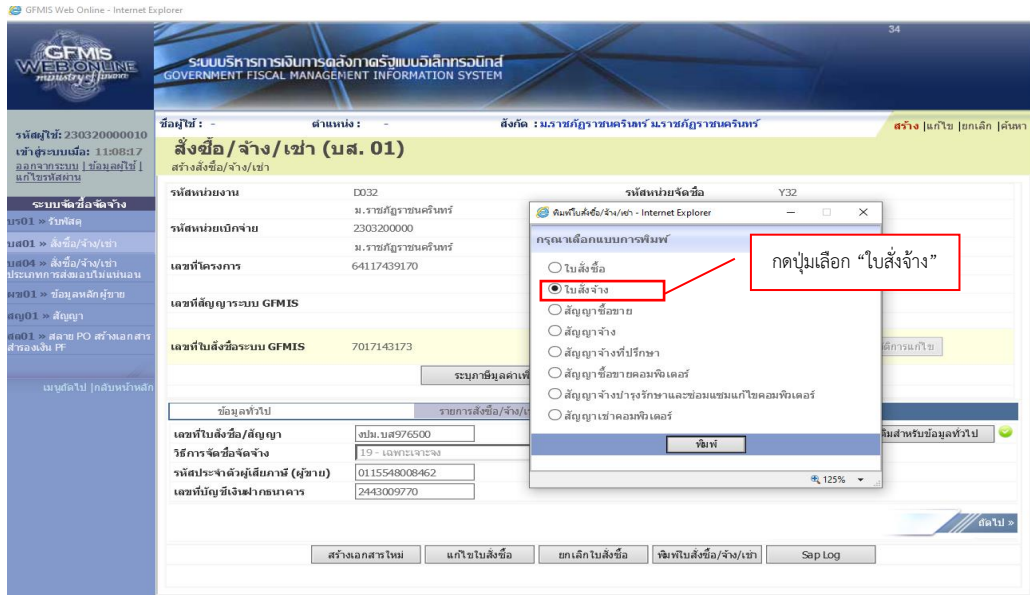 GFMIS Web Online - Internet Explorer
34
GFMIS
WEB ONLINE
ministry of finance
ระบบบริหารการเงินการคลังภาครัฐแบบอิเล็กทรอนิกส์
GOVERNMENT FISCAL MANAGEMENT INFORMATION SYSTEM
รหัสผู้ใช้: 230320000010
เข้าสู่ระบบเมื่อ: 11:08:17
ออกจากระบบ | ข้อมูลผู้ใช้ |
แก้ไขรหัสผ่าน
ระบบจัดซื้อจัดจ้าง
บร01 » รับพัสดุ
บส01 » สั่งซื้อ/จ้าง/เช่า
บส04 » สั่งซื้อ/จ้าง/เช่า
ประเภทการส่งมอบไม่แน่นอน
ผข01 » ข้อมูลหลักผู้ขาย
สญ01 » สัญญา
สต01 » สลาย PO สร้างเอกสาร
สำรองเงิน PF
เมนูถัดไป |กลับหน้าหลัก
ชื่อผู้ใช้ : - ตำแหน่ง : - สังกัด : ม.ราชภัฏราชนครินทร์ ม.ราชภัฏราชนครินทร์
สร้าง |แก้ไข |ยกเลิก |ค้นหา
สั่งซื้อ/จ้าง/เช่า (บส. 01)
สร้างสั่งซื้อ/จ้าง/เช่า
รหัสหน่วยงาน D032 รหัสหน่วยจัดซื้อ Y32
ม.ราชภัฏราชนครินทร์
รหัสหน่วยเบิกจ่าย 2303200000
ม.ราชภัฏราชนครินทร์
เลขที่โครงการ 64117439170
เลขที่สัญญาระบบ GFMIS
เลขที่ใบสั่งซื้อระบบ GFMIS 7017143173
ติการแก้ไข
ระบุภาษีมูลค่าเพิ
พิมพ์ใบสั่งซื้อ/จ้าง/เช่า - Internet Explorer
กรุณาเลือกแบบการพิมพ์
ใบสั่งซื้อ
ใบสั่งจ้าง
สัญญาซื้อขาย
สัญญาจ้าง
สัญญาจ้างที่ปรึกษา
สัญญาซื้อขายคอมพิวเตอร์
สัญญาจ้างบำรุงรักษาและซ่อมแซมแก้ไขคอมพิวเตอร์
สัญญาเช่าคอมพิวเตอร์
พิมพ์
125%
กดปุ่มเลือก “ใบสั่งจ้าง”
ข้อมูลทั่วไป รายการสั่งซื้อ/จ้าง/เ
เลขที่ใบสั่งซื้อ/สัญญา งปม.บส976500
ติมสำหรับข้อมูลทั่วไป
วิธีการจัดซื้อจัดจ้าง 19 - เฉพาะเจาะจง
รหัสประจำตัวผู้เสียภาษี (ผู้ขาย) 0115548008462
เลขที่บัญชีเงินฝากธนาคาร 2443009770
ถัดไป »
สร้างเอกสารใหม่ แก้ไขใบสั่งซื้อ ยกเลิกใบสั่งซื้อ พิมพ์ใบสั่งซื้อ/จ้าง/เช่า Sap Log